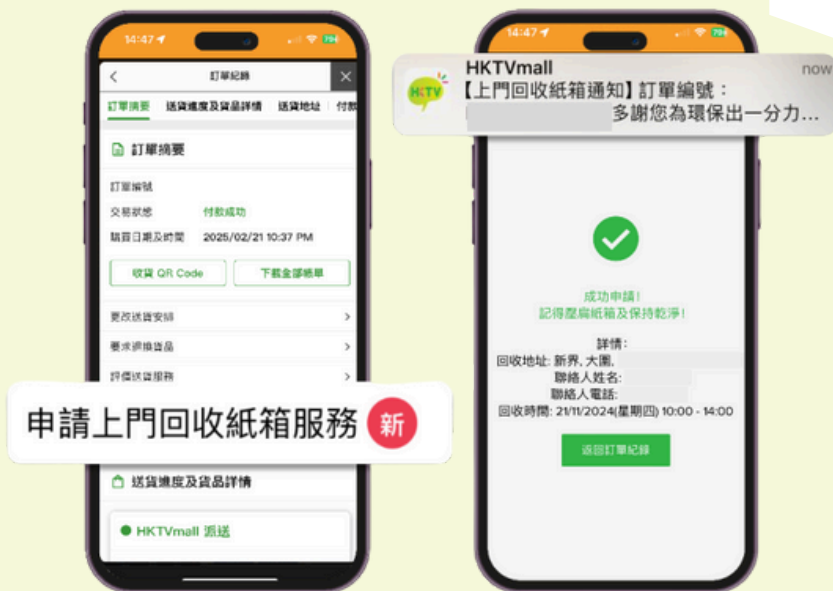 14:47
79
訂單紀錄
訂單摘要 送貨進度及貨品詳情 送貨地址 付款
訂單摘要
訂單編號
交易狀態 付款成功
購買日期及時間 2025/02/21 10:37 PM
收貨 QR Code 下載全部帳單
更改送貨安排
要求退換貨品
評價送貨服務
申請上門回收紙箱服務 新
送貨進度及貨品詳情
HKTVmall 派送
14:47
79
HKTV
HKTVmall now
【上門回收紙箱通知】訂單編號：
多謝您為環保出一分力...
成功申請!
記得壓扁紙箱及保持乾淨!
詳情:
回收地址: 新界, 大圍,
聯絡人姓名:
聯絡人電話:
回收時間: 21/11/2024(星期四) 10:00 - 14:00
返回訂單紀錄